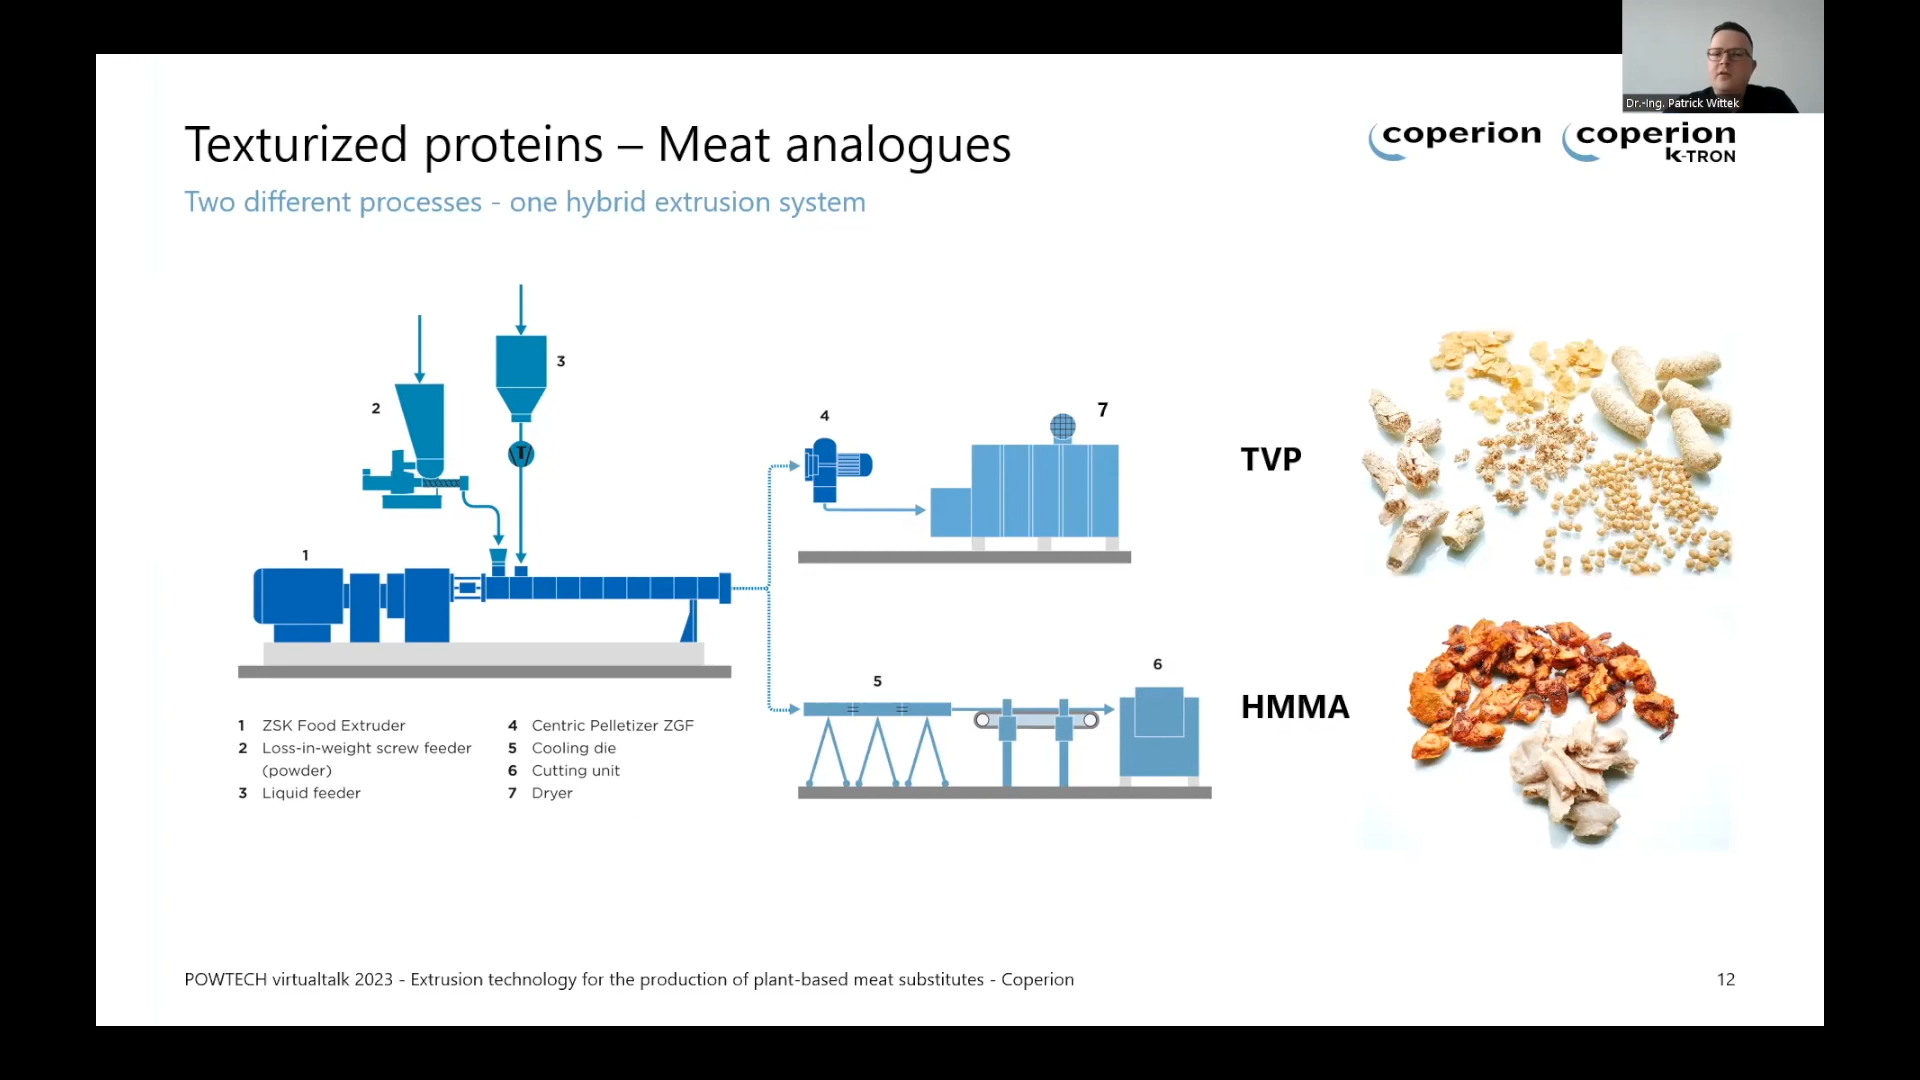 Dr.-Ing. Patrick Wittek
Texturized proteins – Meat analogues
coperion
coperion
K-TRON
Two different processes - one hybrid extrusion system
3
2
T
1
4
7
TVP
5
6
HMMA
1 ZSK Food Extruder
2 Loss-in-weight screw feeder
(powder)
3 Liquid feeder
4 Centric Pelletizer ZGF
5 Cooling die
6 Cutting unit
7 Dryer
POWTECH virtualtalk 2023 - Extrusion technology for the production of plant-based meat substitutes - Coperion
12